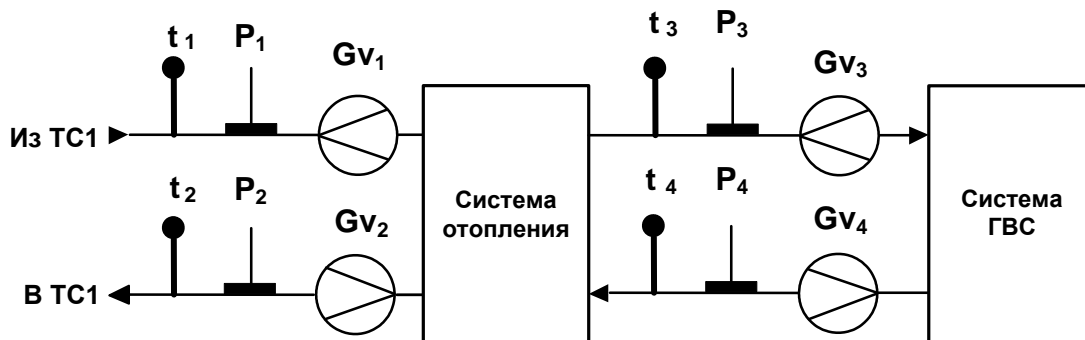 t 1 P1 Gv1 t 3 P3 Gv3
Из ТС1
t 2 P2 Gv2 Система отопления t 4 P4 Gv4 Система ГВС
В ТС1